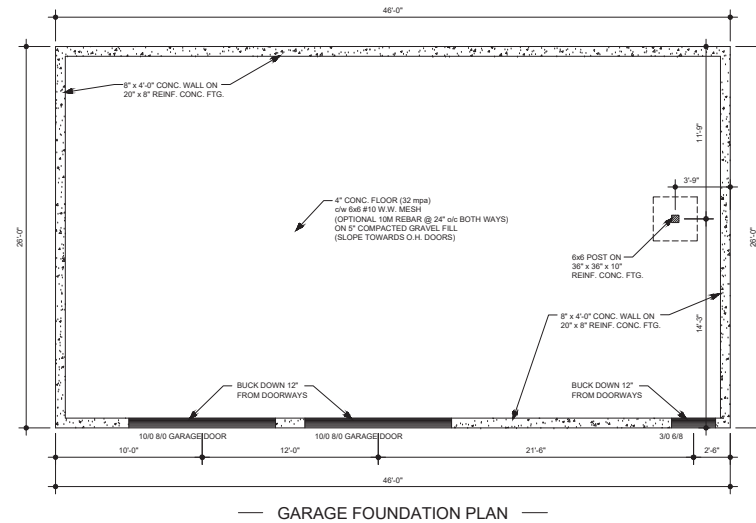 46'-0"
8" x 4'-0" CONC. WALL ON
20" x 8" REINF. CONC. FTG.
11'-9"
3'-9"
4" CONC. FLOOR (32 mpa)
c/w 6x6 #10 W.W. MESH
(OPTIONAL 10M REBAR @ 24" o/c BOTH WAYS)
ON 5" COMPACTED GRAVEL FILL
(SLOPE TOWARDS O.H. DOORS)
26'-0"
26'-0"
6x6 POST ON
36" x 36" x 10"
REINF. CONC. FTG.
8" x 4'-0" CONC. WALL ON
20" x 8" REINF. CONC. FTG.
14'-3"
BUCK DOWN 12"
FROM DOORWAYS
BUCK DOWN 12"
FROM DOORWAYS
10/0 8/0 GARAGE DOOR
10/0 8/0 GARAGE DOOR
3/0 6/8
10'-0"
12'-0"
21'-6"
2'-6"
46'-0"
GARAGE FOUNDATION PLAN